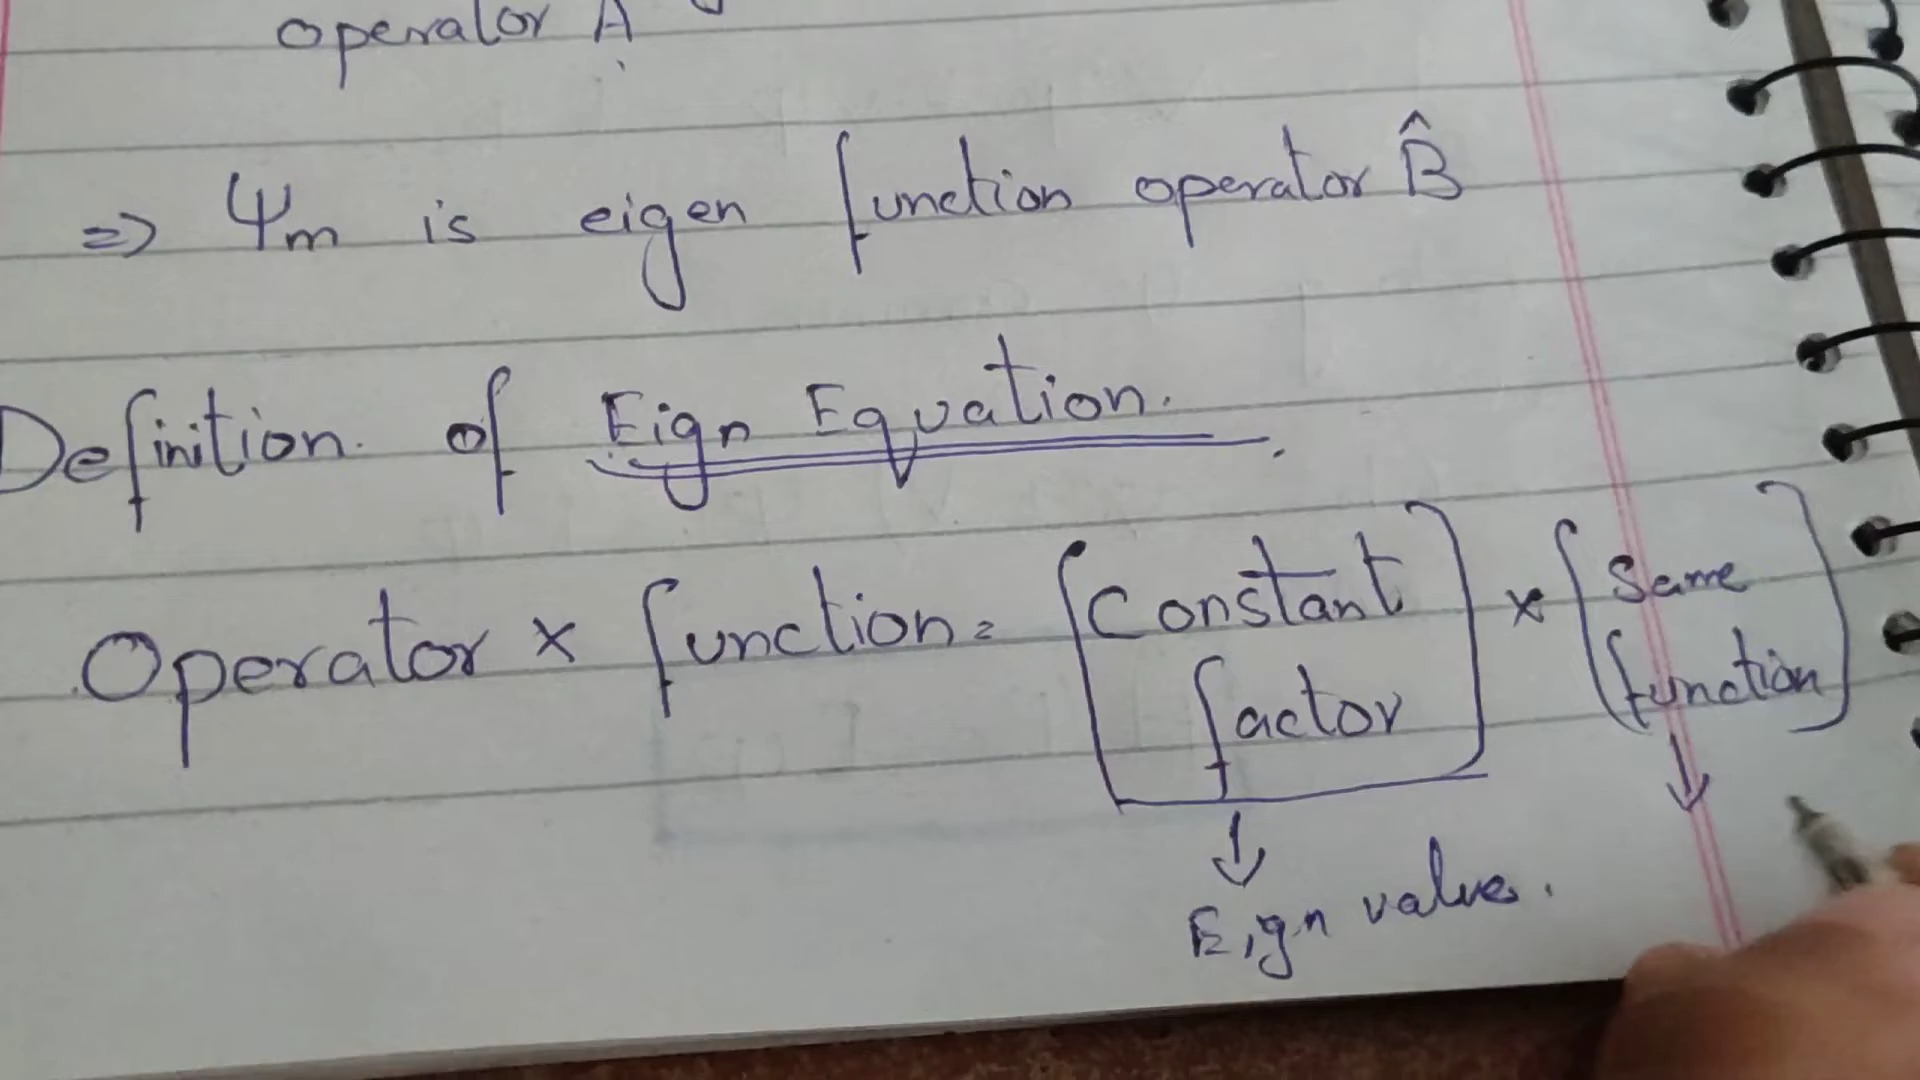 operator A
=> Ψm is eigen function operator B̂
Definition of Eign Equation.
Operator x function = [Constant factor] x [Same function]
↓ ↓
Eign value.